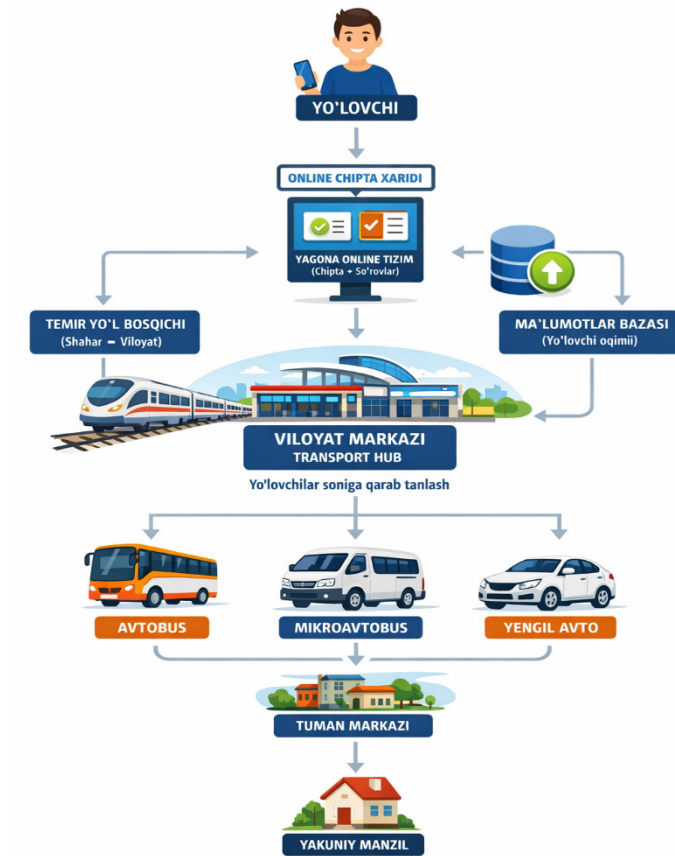 YO'LOVCHI
ONLINE CHIPTA XARIDI
YAGONA ONLINE TIZIM
(Chipta + So'rovlar)
TEMIR YO'L BOSQICHI
(Shahar – Viloyat)
MA'LUMOTLAR BAZASI
(Yo'lovchi oqimii)
VILOYAT MARKAZI
TRANSPORT HUB
Yo'lovchilar soniga qarab tanlash
AVTOBUS
MIKROAVTOBUS
YENGIL AVTO
TUMAN MARKAZI
YAKUNIY MANZIL